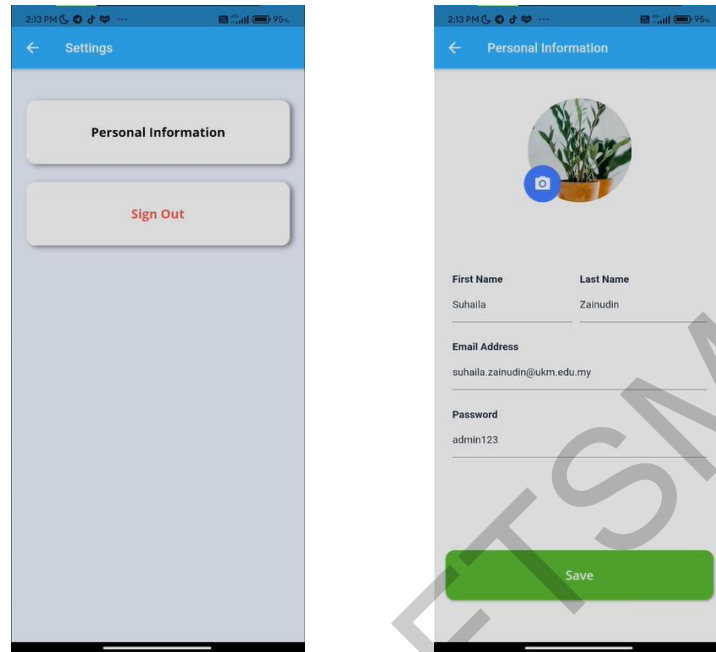 2:13 PM
95%
Settings
Personal Information
Sign Out
2:13 PM
95%
Personal Information
First Name
Last Name
Suhaila
Zainudin
Email Address
suhaila.zainudin@ukm.edu.my
Password
admin123
Save
FTSM